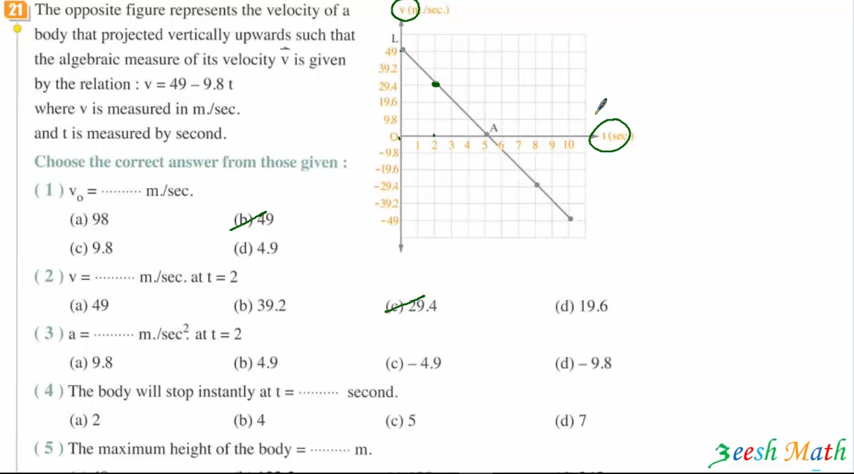 21 The opposite figure represents the velocity of a
body that projected vertically upwards such that
the algebraic measure of its velocity v⃗ is given
by the relation : v = 49 – 9.8 t
where v is measured in m./sec.
and t is measured by second.
Choose the correct answer from those given :
v (m./sec.)
L
49
39.2
29.4
19.6
9.8
O
–9.8
–19.6
–29.4
–39.2
–49
A
1 2 3 4 5 6 7 8 9 10
t (sec.)
( 1 ) v₀ = ·········· m./sec.
(a) 98 (b) 49
(c) 9.8 (d) 4.9
( 2 ) v = ·········· m./sec. at t = 2
(a) 49 (b) 39.2 (c) 29.4 (d) 19.6
( 3 ) a = ·········· m./sec². at t = 2
(a) 9.8 (b) 4.9 (c) – 4.9 (d) – 9.8
( 4 ) The body will stop instantly at t = ·········· second.
(a) 2 (b) 4 (c) 5 (d) 7
( 5 ) The maximum height of the body = ·········· m.
3eesh Math